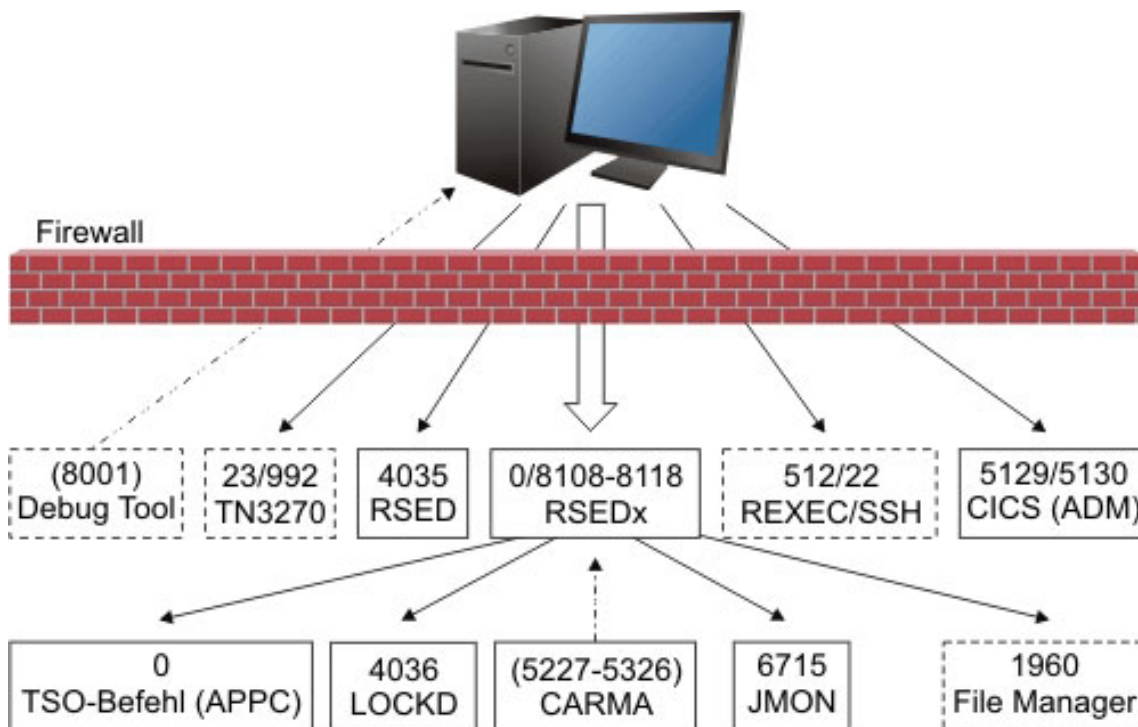 Firewall
(8001)
Debug Tool
23/992
TN3270
4035
RSED
0/8108-8118
RSEDx
512/22
REXEC/SSH
5129/5130
CICS (ADM)
0
TSO-Befehl (APPC)
4036
LOCKD
(5227-5326)
CARMA
6715
JMON
1960
File Manager